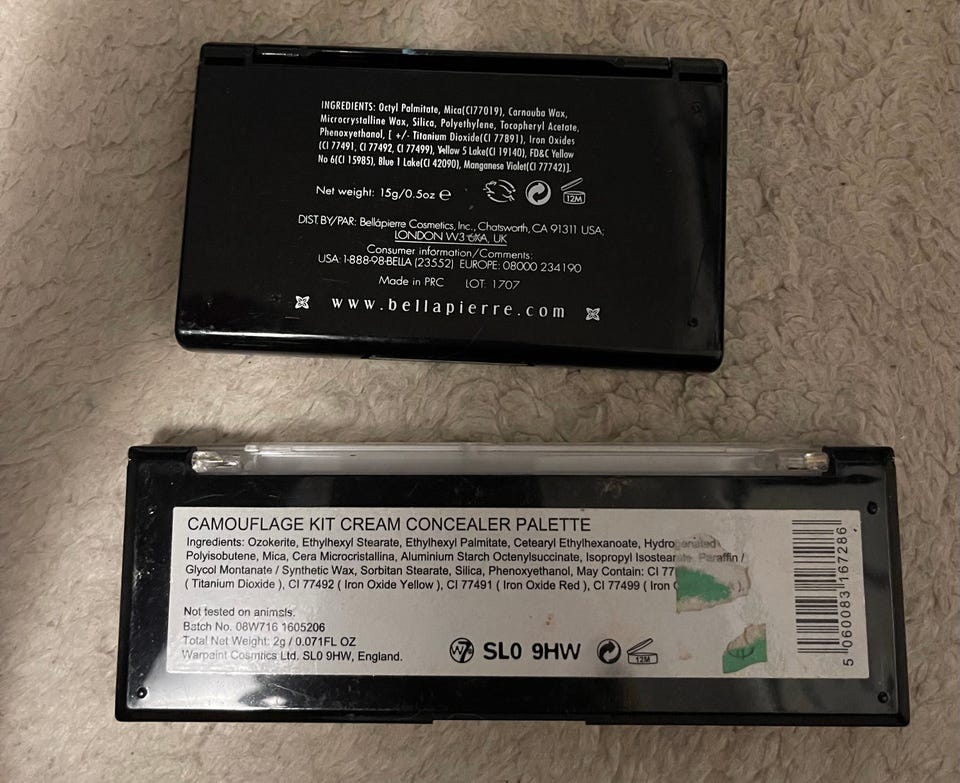 INGREDIENTS: Octyl Palmitate, Mica(CI77019), Carnauba Wax,
Microcrystalline Wax, Silica, Polyethylene, Tocopheryl Acetate,
Phenoxyethanol, [ +/- Titanium Dioxide(CI 77891), Iron Oxides
(CI 77491, CI 77492, CI 77499), Yellow 5 Lake(CI 19140), FD&C Yellow
No 6(CI 15985), Blue 1 Lake(CI 42090), Manganese Violet(CI 77742)].
Net weight: 15g/0.5oz ℮
12M
DIST BY/PAR: Bellápierre Cosmetics, Inc., Chatsworth, CA 91311 USA;
LONDON W3 6XA, UK
Consumer information/Comments:
USA: 1-888-98-BELLA (23552) EUROPE: 08000 234190
Made in PRC LOT: 1707
www.bellapierre.com
CAMOUFLAGE KIT CREAM CONCEALER PALETTE
Ingredients: Ozokerite, Ethylhexyl Stearate, Ethylhexyl Palmitate, Cetearyl Ethylhexanoate, Hydrogenated
Polyisobutene, Mica, Cera Microcristallina, Aluminium Starch Octenylsuccinate, Isopropyl Isostearate, Paraffin /
Glycol Montanate / Synthetic Wax, Sorbitan Stearate, Silica, Phenoxyethanol, May Contain: CI 77
( Titanium Dioxide ), CI 77492 ( Iron Oxide Yellow ), CI 77491 ( Iron Oxide Red ), CI 77499 ( Iron
Not tested on animals.
Batch No. 08W716 1605206
Total Net Weight: 2g / 0.071FL OZ
Warpaint Cosmtics Ltd. SL0 9HW, England.
W7 SL0 9HW 12M
5 060083 167286